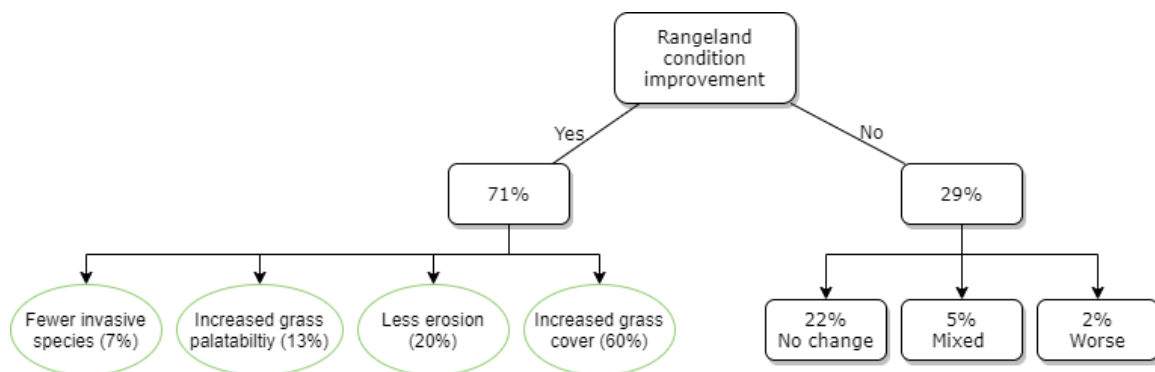 Rangeland
condition
improvement
Yes
No
71%
29%
Fewer invasive
species (7%)
Increased grass
palatabiltiy (13%)
Less erosion
(20%)
Increased grass
cover (60%)
22%
No change
5%
Mixed
2%
Worse